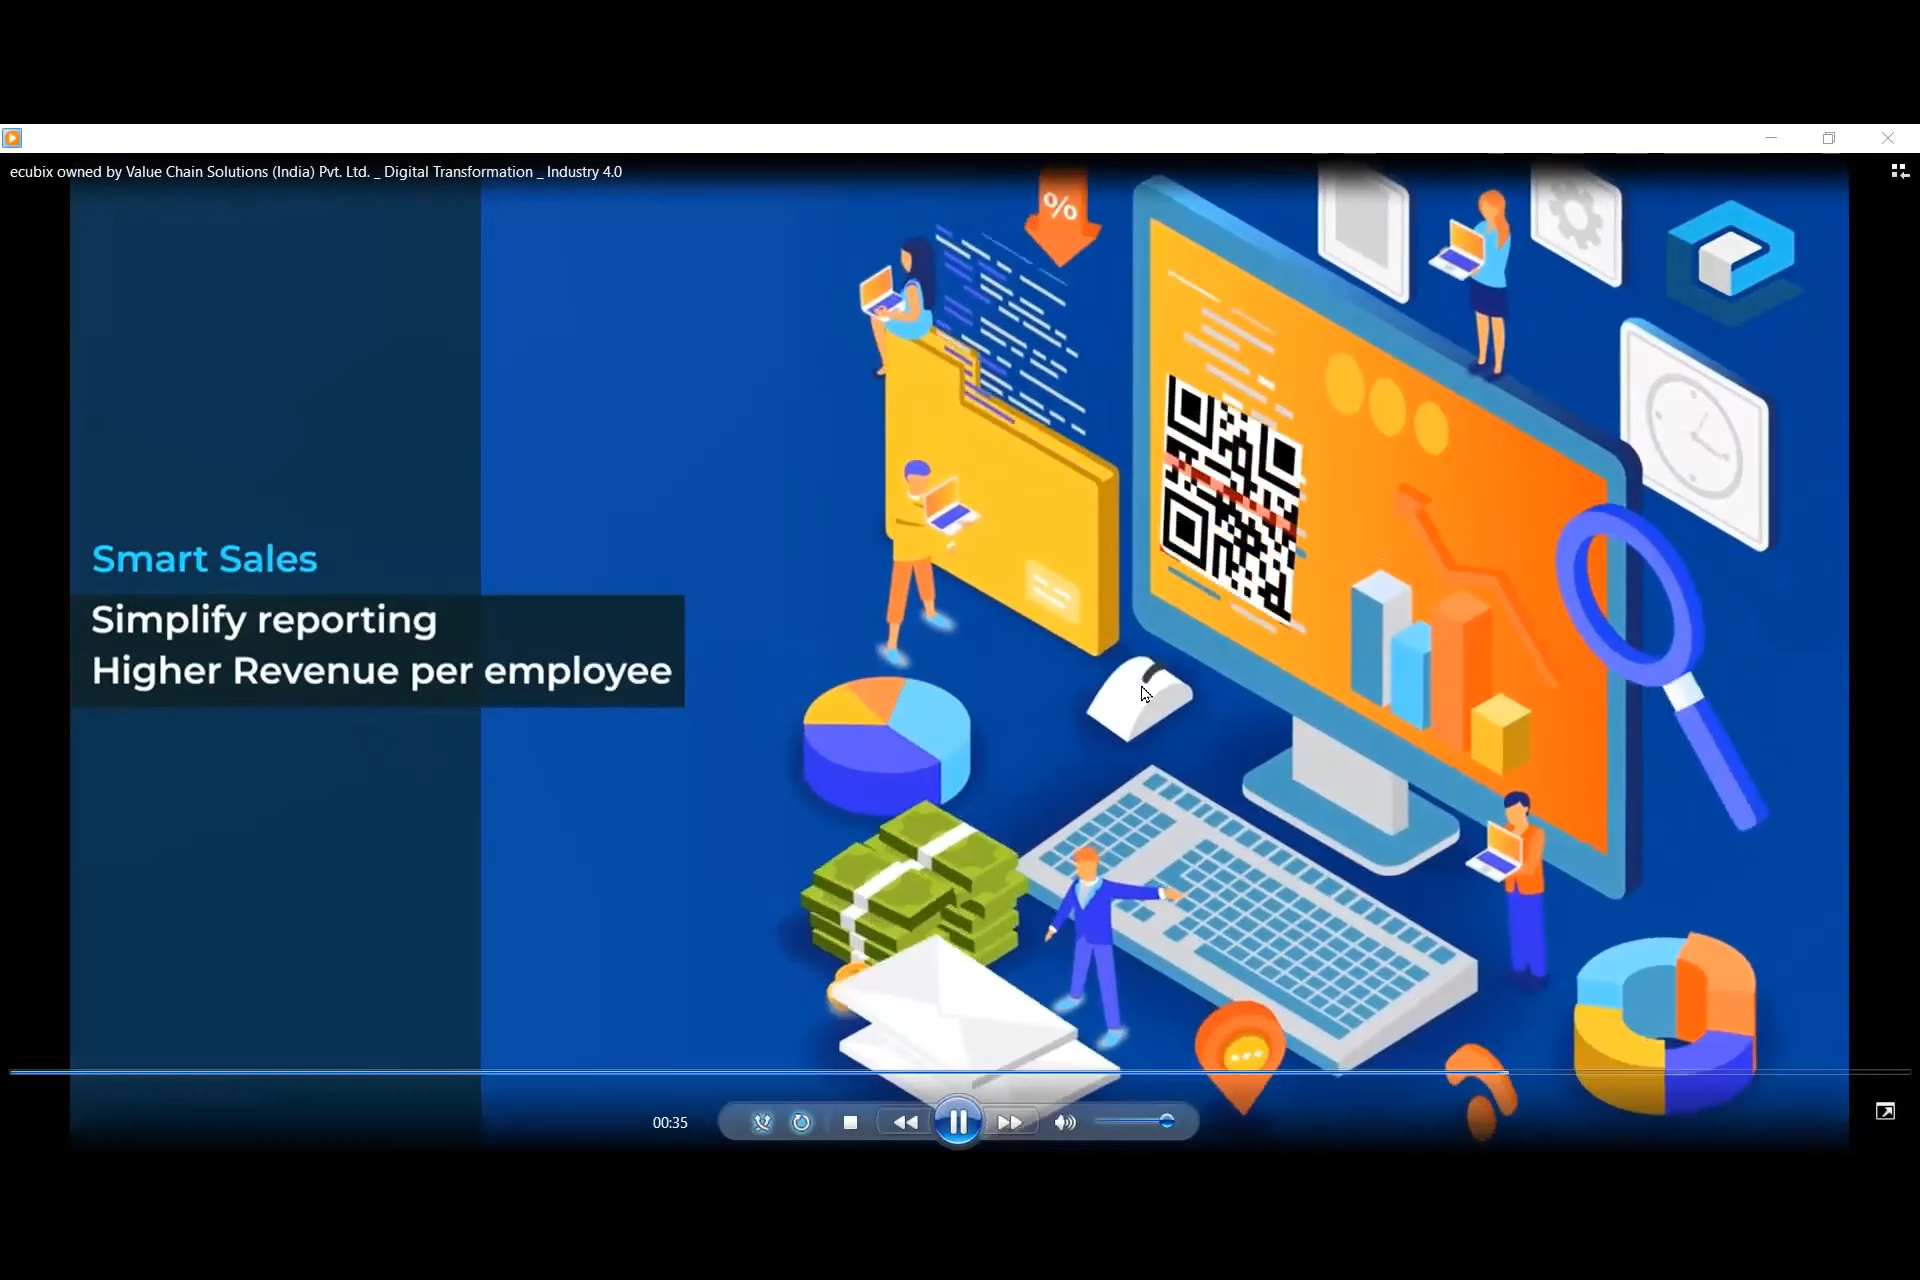 ecubix owned by Value Chain Solutions (India) Pvt. Ltd. _ Digital Transformation _ Industry 4.0
%
Smart Sales
Simplify reporting
Higher Revenue per employee
00:35